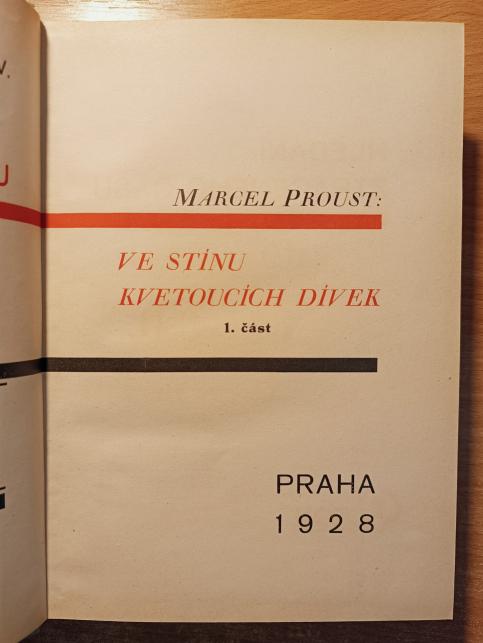 MARCEL PROUST:
VE STÍNU
KVETOUCÍCH DÍVEK
1. část
PRAHA
1928